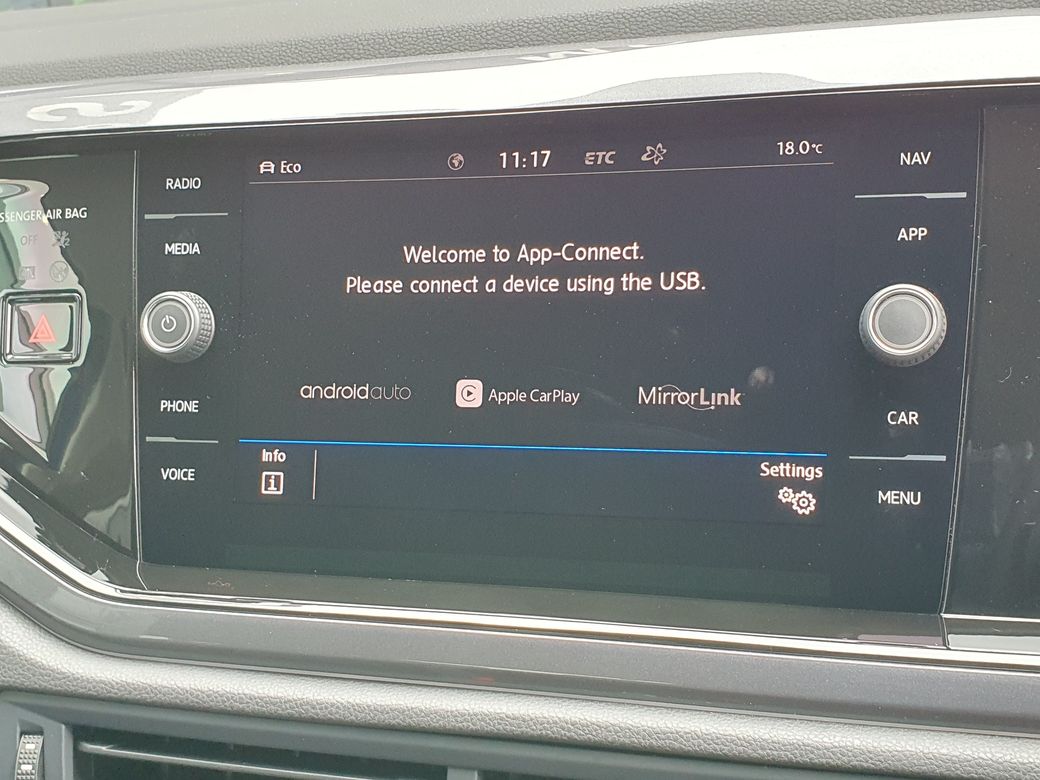 Eco
11:17
ETC
18.0°C
NAV
RADIO
APP
MEDIA
SSENGER AIR BAG
OFF
Welcome to App-Connect.
Please connect a device using the USB.
androidauto
Apple CarPlay
MirrorLink
PHONE
CAR
VOICE
Info
i
Settings
MENU